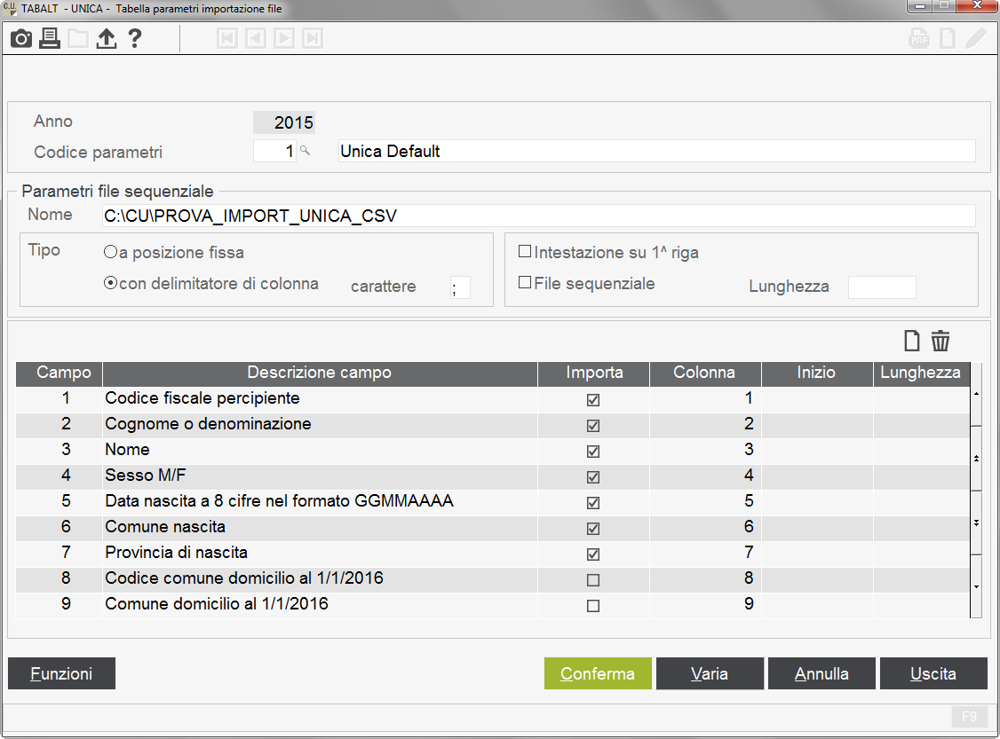 C.U. TABALT - UNICA - Tabella parametri importazione file
?
PDF
Anno 2015
Codice parametri 1 Unica Default
Parametri file sequenziale
Nome C:\CU\PROVA_IMPORT_UNICA_CSV
Tipo a posizione fissa Intestazione su 1^ riga
con delimitatore di colonna carattere ; File sequenziale Lunghezza
Campo Descrizione campo Importa Colonna Inizio Lunghezza
1 Codice fiscale percipiente 1
2 Cognome o denominazione 2
3 Nome 3
4 Sesso M/F 4
5 Data nascita a 8 cifre nel formato GGMMAAAA 5
6 Comune nascita 6
7 Provincia di nascita 7
8 Codice comune domicilio al 1/1/2016 8
9 Comune domicilio al 1/1/2016 9
Funzioni Conferma Varia Annulla Uscita
F9